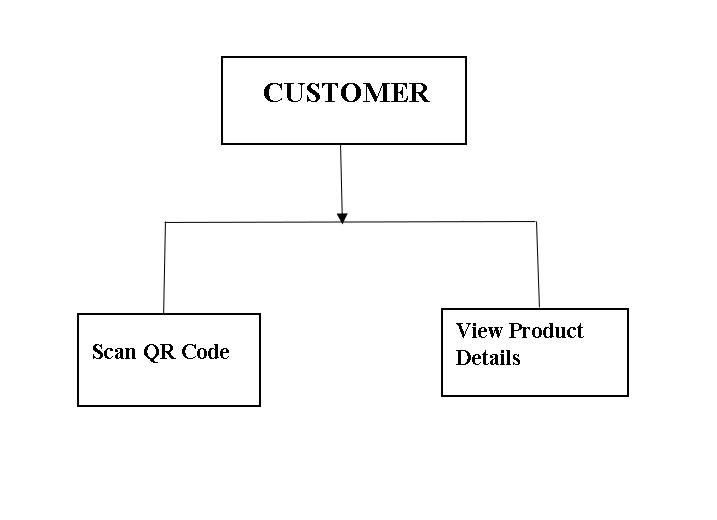 CUSTOMER
Scan QR Code
View Product
Details